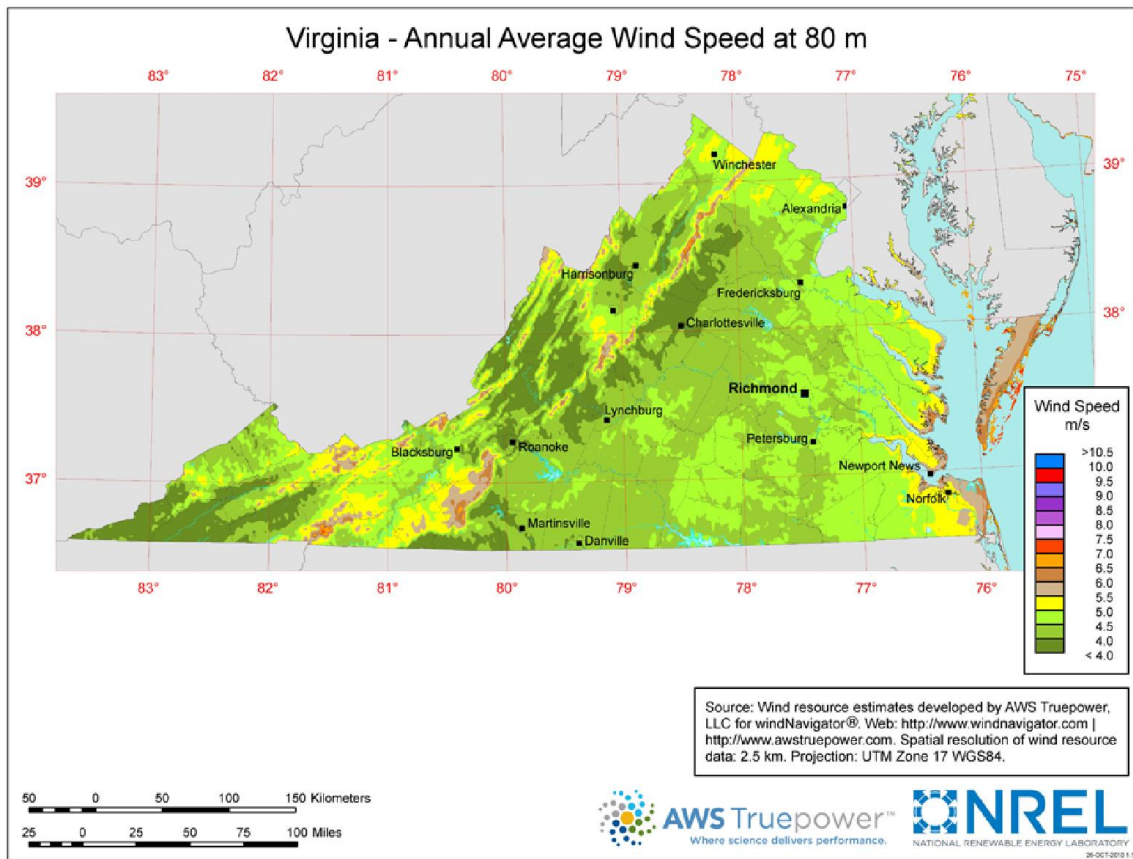 Virginia - Annual Average Wind Speed at 80 m
83° 82° 81° 80° 79° 78° 77° 76° 75°
39° 39°
38° 38°
37°
Winchester
Alexandria
Harrisonburg
Fredericksburg
Charlottesville
Richmond
Lynchburg
Petersburg
Blacksburg
Roanoke
Newport News
Norfolk
Martinsville
Danville
83° 82° 81° 80° 79° 78° 77° 76°
Wind Speed
m/s
>10.5
10.0
9.5
9.0
8.5
8.0
7.5
7.0
6.5
6.0
5.5
5.0
4.5
4.0
< 4.0
Source: Wind resource estimates developed by AWS Truepower,
LLC for windNavigator®. Web: http://www.windnavigator.com |
http://www.awstruepower.com. Spatial resolution of wind resource
data: 2.5 km. Projection: UTM Zone 17 WGS84.
50 0 50 100 150 Kilometers
25 0 25 50 75 100 Miles
AWS Truepower™
Where science delivers performance.
NREL
NATIONAL RENEWABLE ENERGY LABORATORY